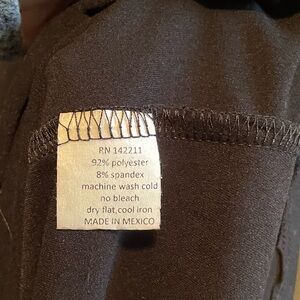 RN 142211
92% polyester
8% spandex
machine wash cold
no bleach
dry flat, cool iron
MADE IN MEXICO